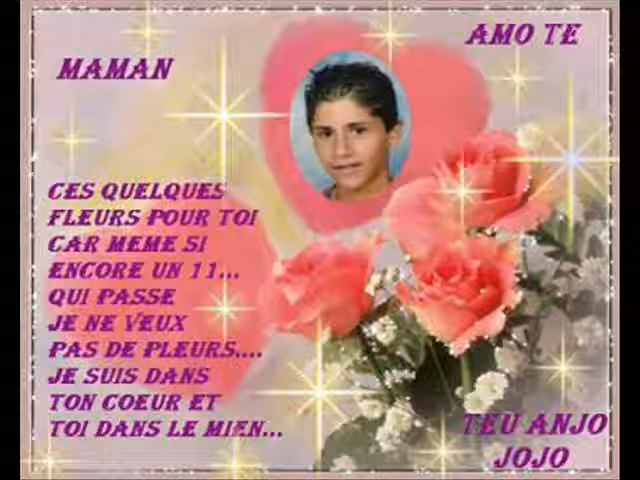 MAMAN
AMO TE
CES QUELQUES
FLEURS POUR TOI
CAR MEME SI
ENCORE UN 11...
QUI PASSE
JE NE VEUX
PAS DE PLEURS....
JE SUIS DANS
TON COEUR ET
TOI DANS LE MIEN...
TEU ANJO
JOJO